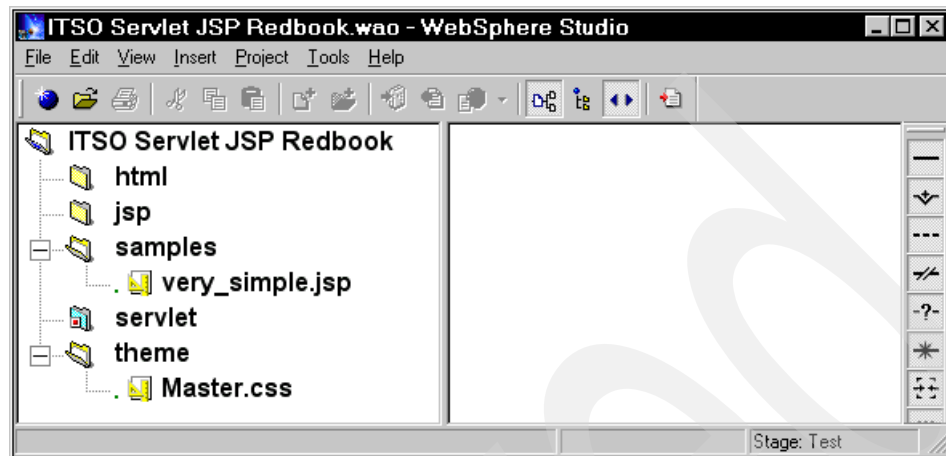 ITSO Servlet JSP Redbook.wao - WebSphere Studio
File Edit View Insert Project Tools Help
ITSO Servlet JSP Redbook
html
jsp
samples
very_simple.jsp
servlet
theme
Master.css
-?-
Stage: Test